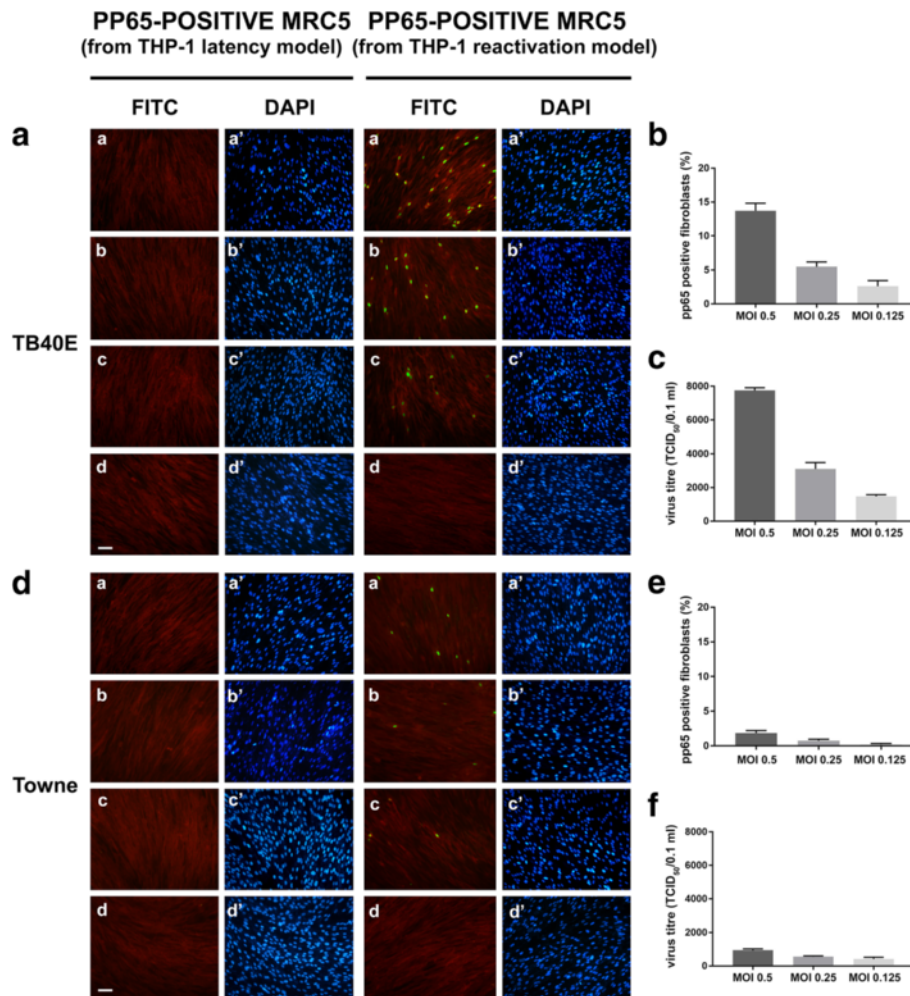 PP65-POSITIVE MRC5 PP65-POSITIVE MRC5
(from THP-1 latency model) (from THP-1 reactivation model)
FITC DAPI FITC DAPI
a
a a' a a'
b b' b b'
TB40E
c c' c c'
d d' d d'
b
pp65 positive fibroblasts (%)
20
15
10
5
0
MOI 0.5 MOI 0.25 MOI 0.125
c
virus titre (TCID50/0.1 ml)
8000
6000
4000
2000
0
MOI 0.5 MOI 0.25 MOI 0.125
d
a a' a a'
b b' b b'
Towne
c c' c c'
d d' d d'
e
pp65 positive fibroblasts (%)
20
15
10
5
0
MOI 0.5 MOI 0.25 MOI 0.125
f
virus titre (TCID50/0.1 ml)
8000
6000
4000
2000
0
MOI 0.5 MOI 0.25 MOI 0.125